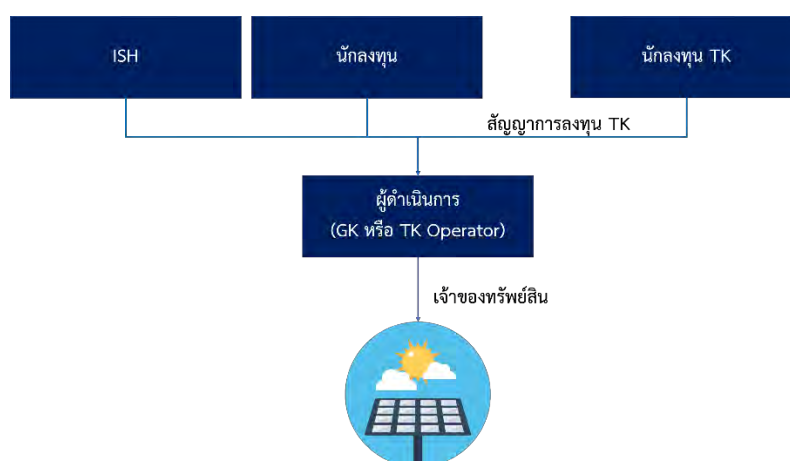 ISH
นักลงทุน
นักลงทุน TK
สัญญาการลงทุน TK
ผู้ดำเนินการ
(GK หรือ TK Operator)
เจ้าของทรัพย์สิน